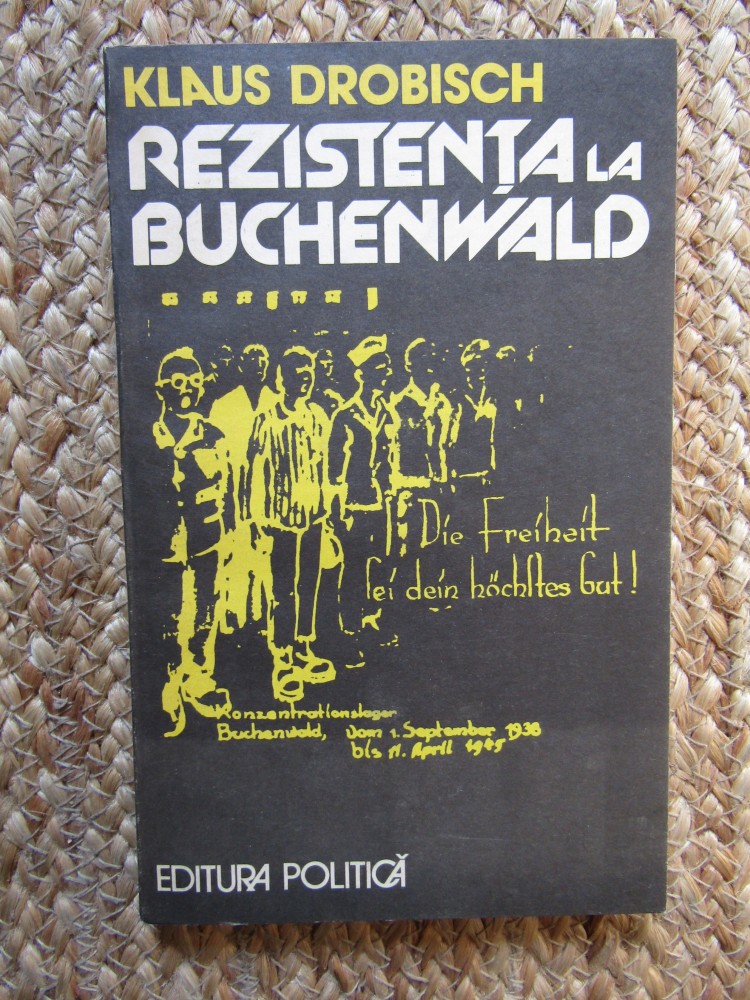 KLAUS DROBISCH
REZISTENȚA LA
BUCHENWALD
Die Freiheit
sei dein höchstes Gut!
Konzentrationslager
Buchenwald, vom 1. September 1938
bis 11. April 1945
EDITURA POLITICĂ